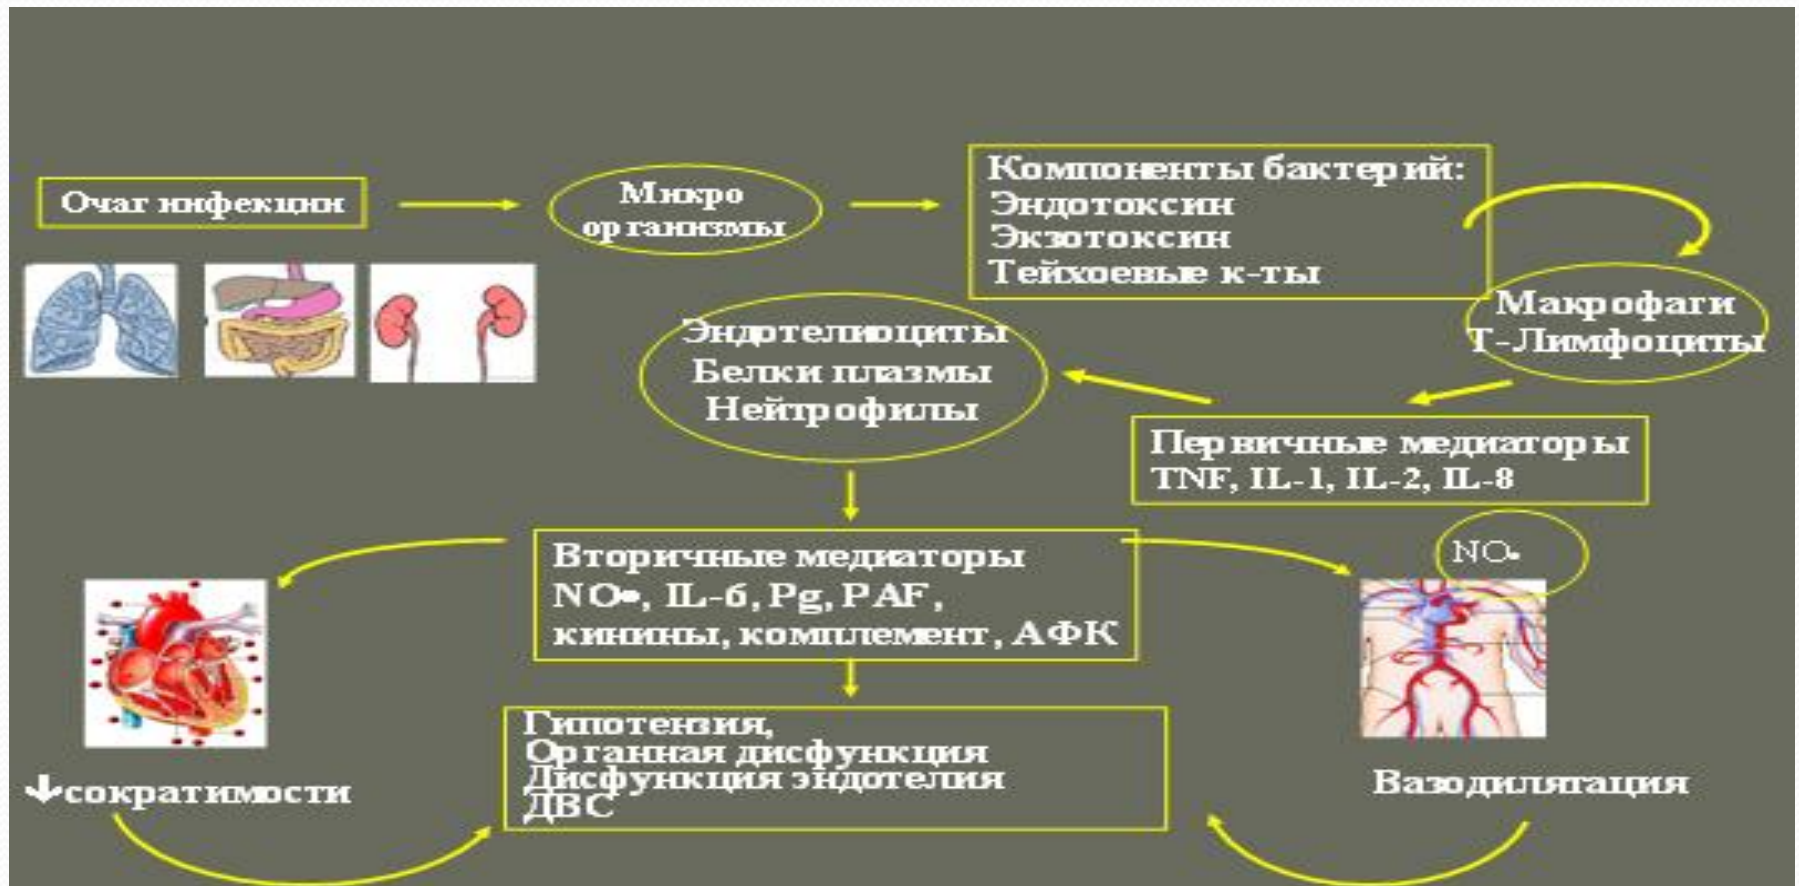 Очаг инфекции
Микро
организмы
Компоненты бактерий:
Эндотоксин
Экзотоксин
Тейхоевые к-ты
Макрофаги
Т-Лимфоциты
Первичные медиаторы
TNF, IL-1, IL-2, IL-8
Эндотелиоциты
Белки плазмы
Нейтрофилы
Вторичные медиаторы
NO•, IL-6, Pg, PAF,
кинины, комплемент, АФК
NO•
Гипотензия,
Органная дисфункция
Дисфункция эндотелия
ДВС
↓сократимости
Вазодилятация